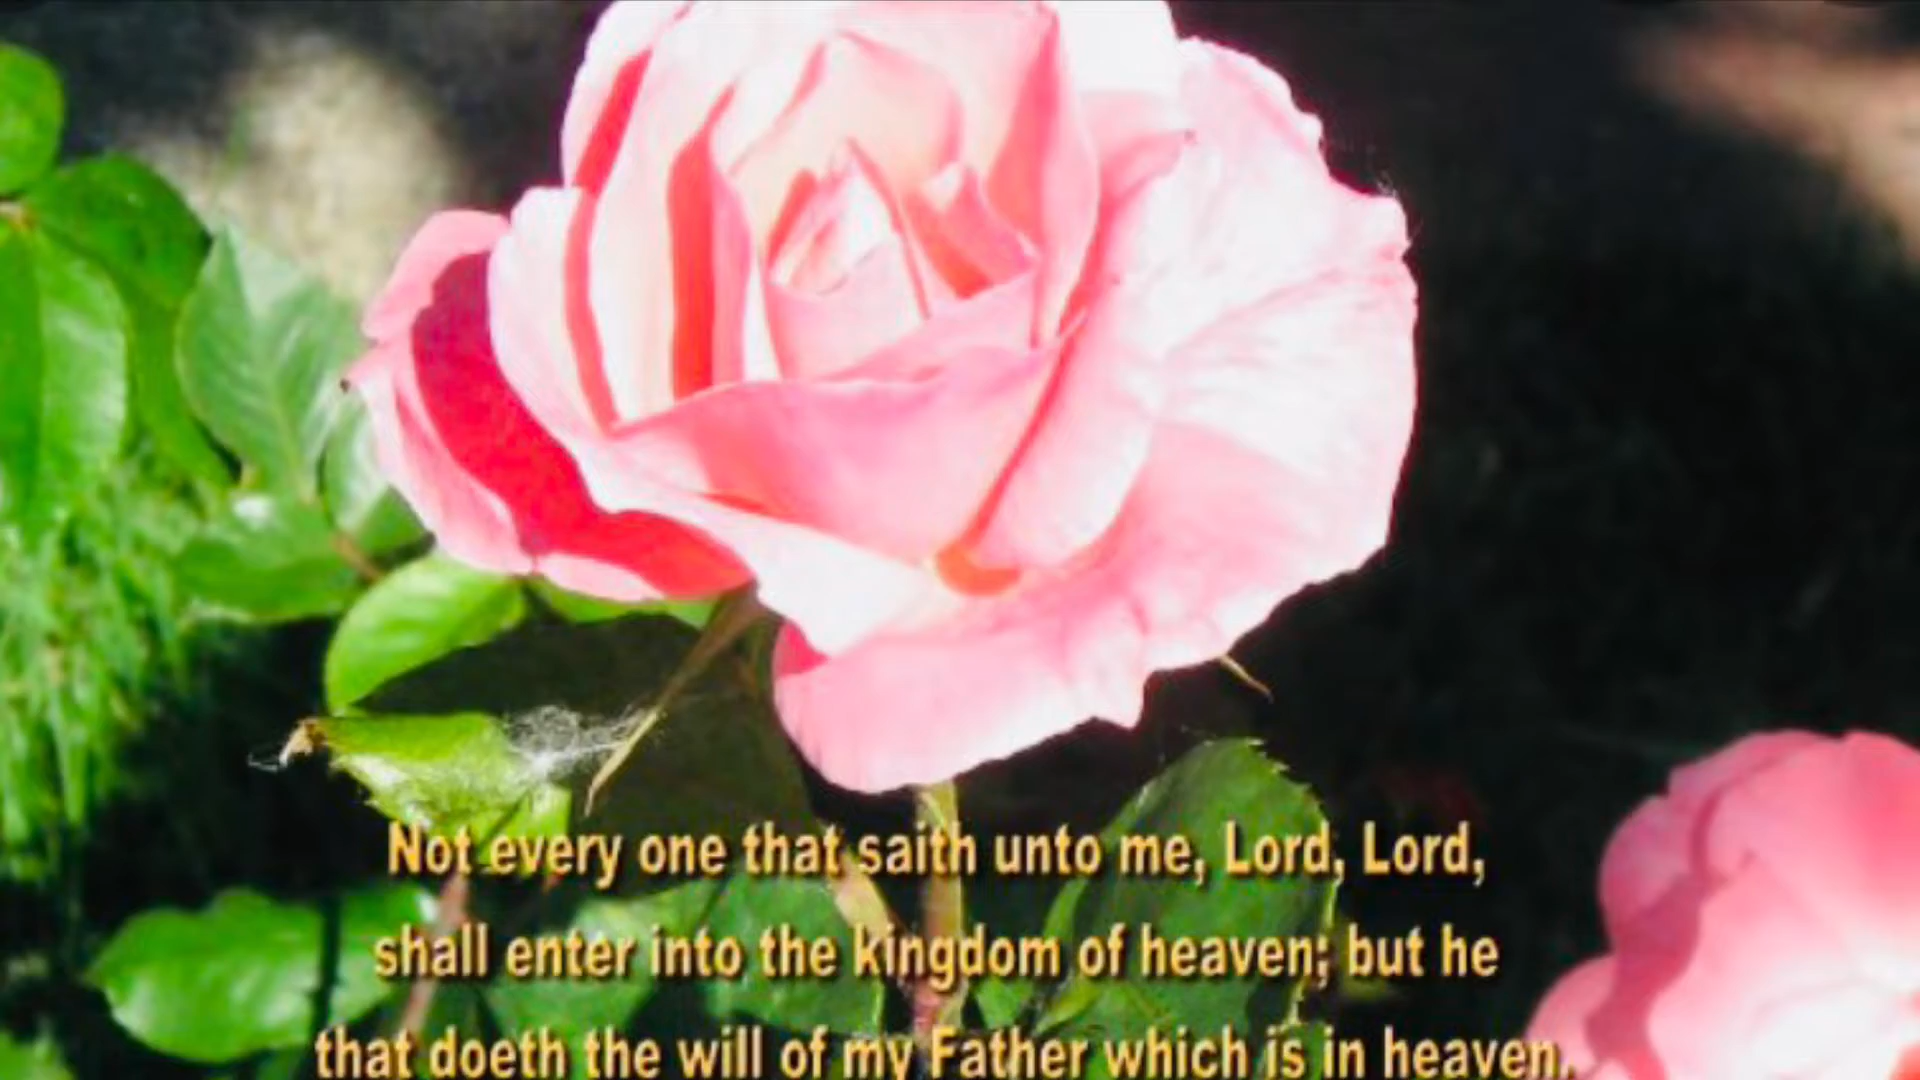 Not every one that saith unto me, Lord, Lord,
shall enter into the kingdom of heaven; but he
that doeth the will of my Father which is in heaven.